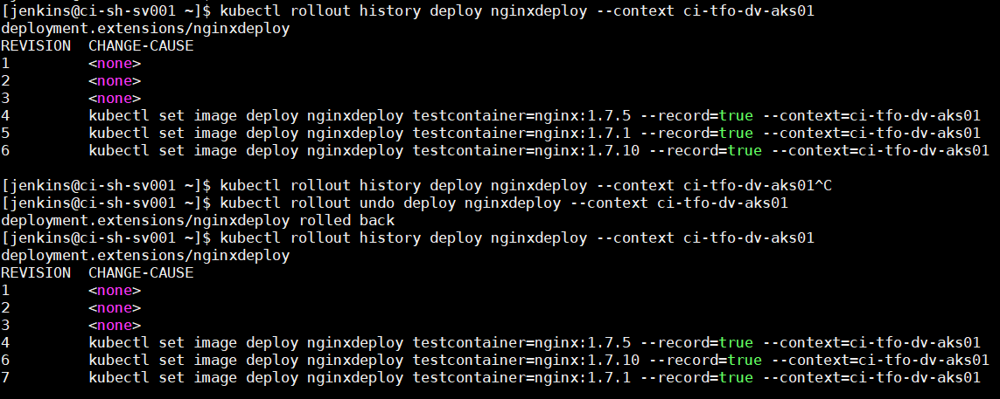 [jenkins@ci-sh-sv001 ~]$ kubectl rollout history deploy nginxdeploy --context ci-tfo-dv-aks01
deployment.extensions/nginxdeploy
REVISION  CHANGE-CAUSE
1         <none>
2         <none>
3         <none>
4         kubectl set image deploy nginxdeploy testcontainer=nginx:1.7.5 --record=true --context=ci-tfo-dv-aks01
5         kubectl set image deploy nginxdeploy testcontainer=nginx:1.7.1 --record=true --context=ci-tfo-dv-aks01
6         kubectl set image deploy nginxdeploy testcontainer=nginx:1.7.10 --record=true --context=ci-tfo-dv-aks01
[jenkins@ci-sh-sv001 ~]$ kubectl rollout history deploy nginxdeploy --context ci-tfo-dv-aks01^C
[jenkins@ci-sh-sv001 ~]$ kubectl rollout undo deploy nginxdeploy --context ci-tfo-dv-aks01
deployment.extensions/nginxdeploy rolled back
[jenkins@ci-sh-sv001 ~]$ kubectl rollout history deploy nginxdeploy --context ci-tfo-dv-aks01
deployment.extensions/nginxdeploy
REVISION  CHANGE-CAUSE
1         <none>
2         <none>
3         <none>
4         kubectl set image deploy nginxdeploy testcontainer=nginx:1.7.5 --record=true --context=ci-tfo-dv-aks01
6         kubectl set image deploy nginxdeploy testcontainer=nginx:1.7.10 --record=true --context=ci-tfo-dv-aks01
7         kubectl set image deploy nginxdeploy testcontainer=nginx:1.7.1 --record=true --context=ci-tfo-dv-aks01